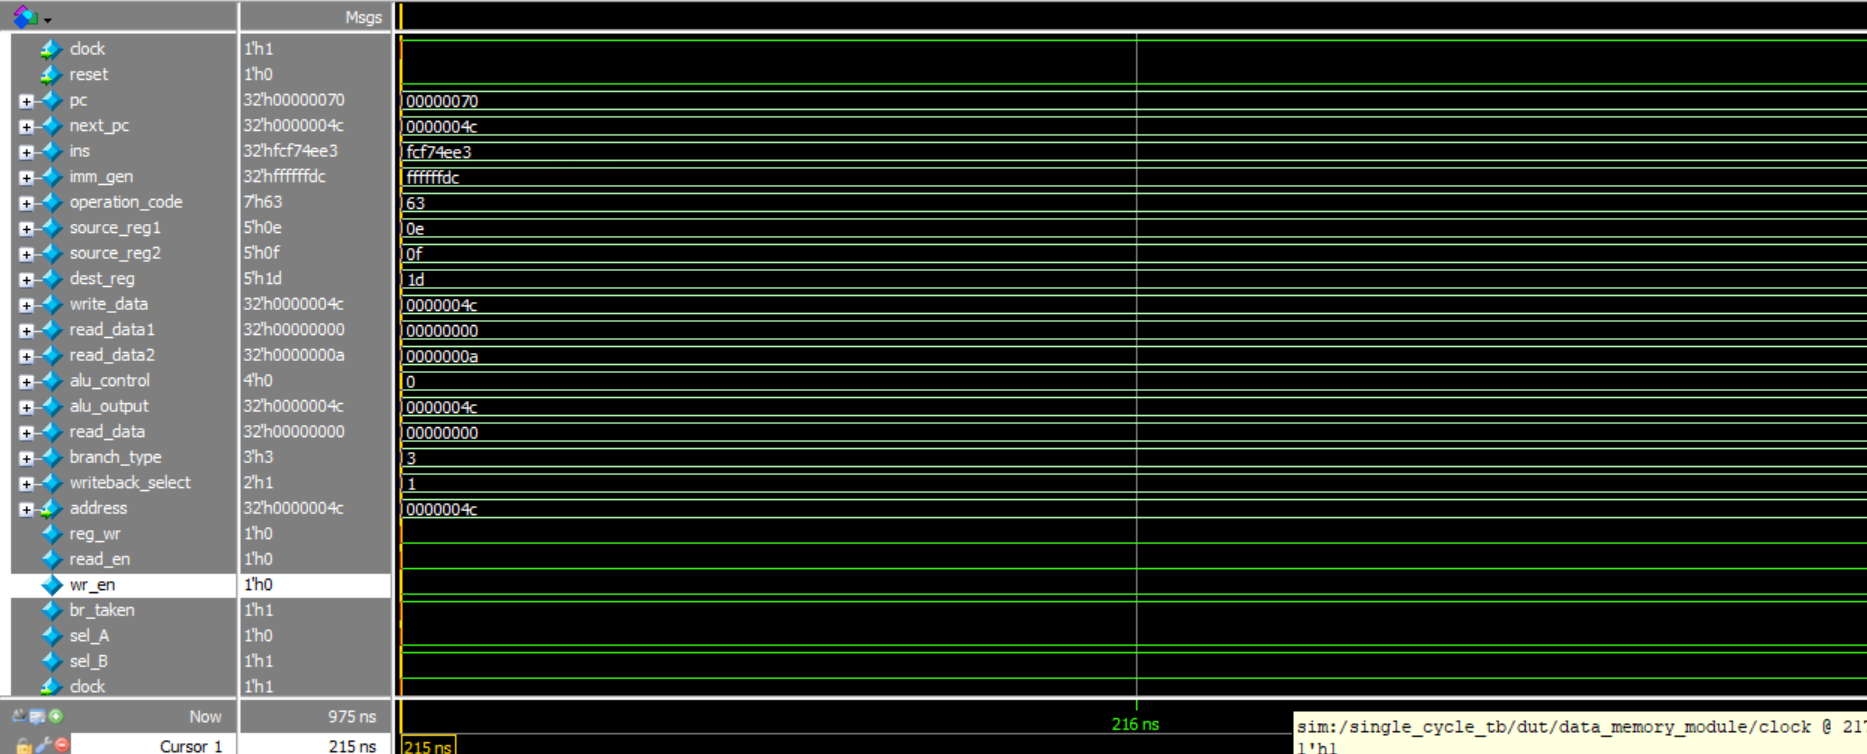 Msgs
clock 1'h1
reset 1'h0
pc 32'h00000070 00000070
next_pc 32'h0000004c 0000004c
ins 32'hfcf74ee3 fcf74ee3
imm_gen 32'hffffffdc ffffffdc
operation_code 7'h63 63
source_reg1 5'h0e 0e
source_reg2 5'h0f 0f
dest_reg 5'h1d 1d
write_data 32'h0000004c 0000004c
read_data1 32'h00000000 00000000
read_data2 32'h0000000a 0000000a
alu_control 4'h0 0
alu_output 32'h0000004c 0000004c
read_data 32'h00000000 00000000
branch_type 3'h3 3
writeback_select 2'h1 1
address 32'h0000004c 0000004c
reg_wr 1'h0
read_en 1'h0
wr_en 1'h0
br_taken 1'h1
sel_A 1'h0
sel_B 1'h1
clock 1'h1
Now 975 ns 216 ns
sim:/single_cycle_tb/dut/data_memory_module/clock @ 217
Cursor 1 215 ns 215 ns 1'h1